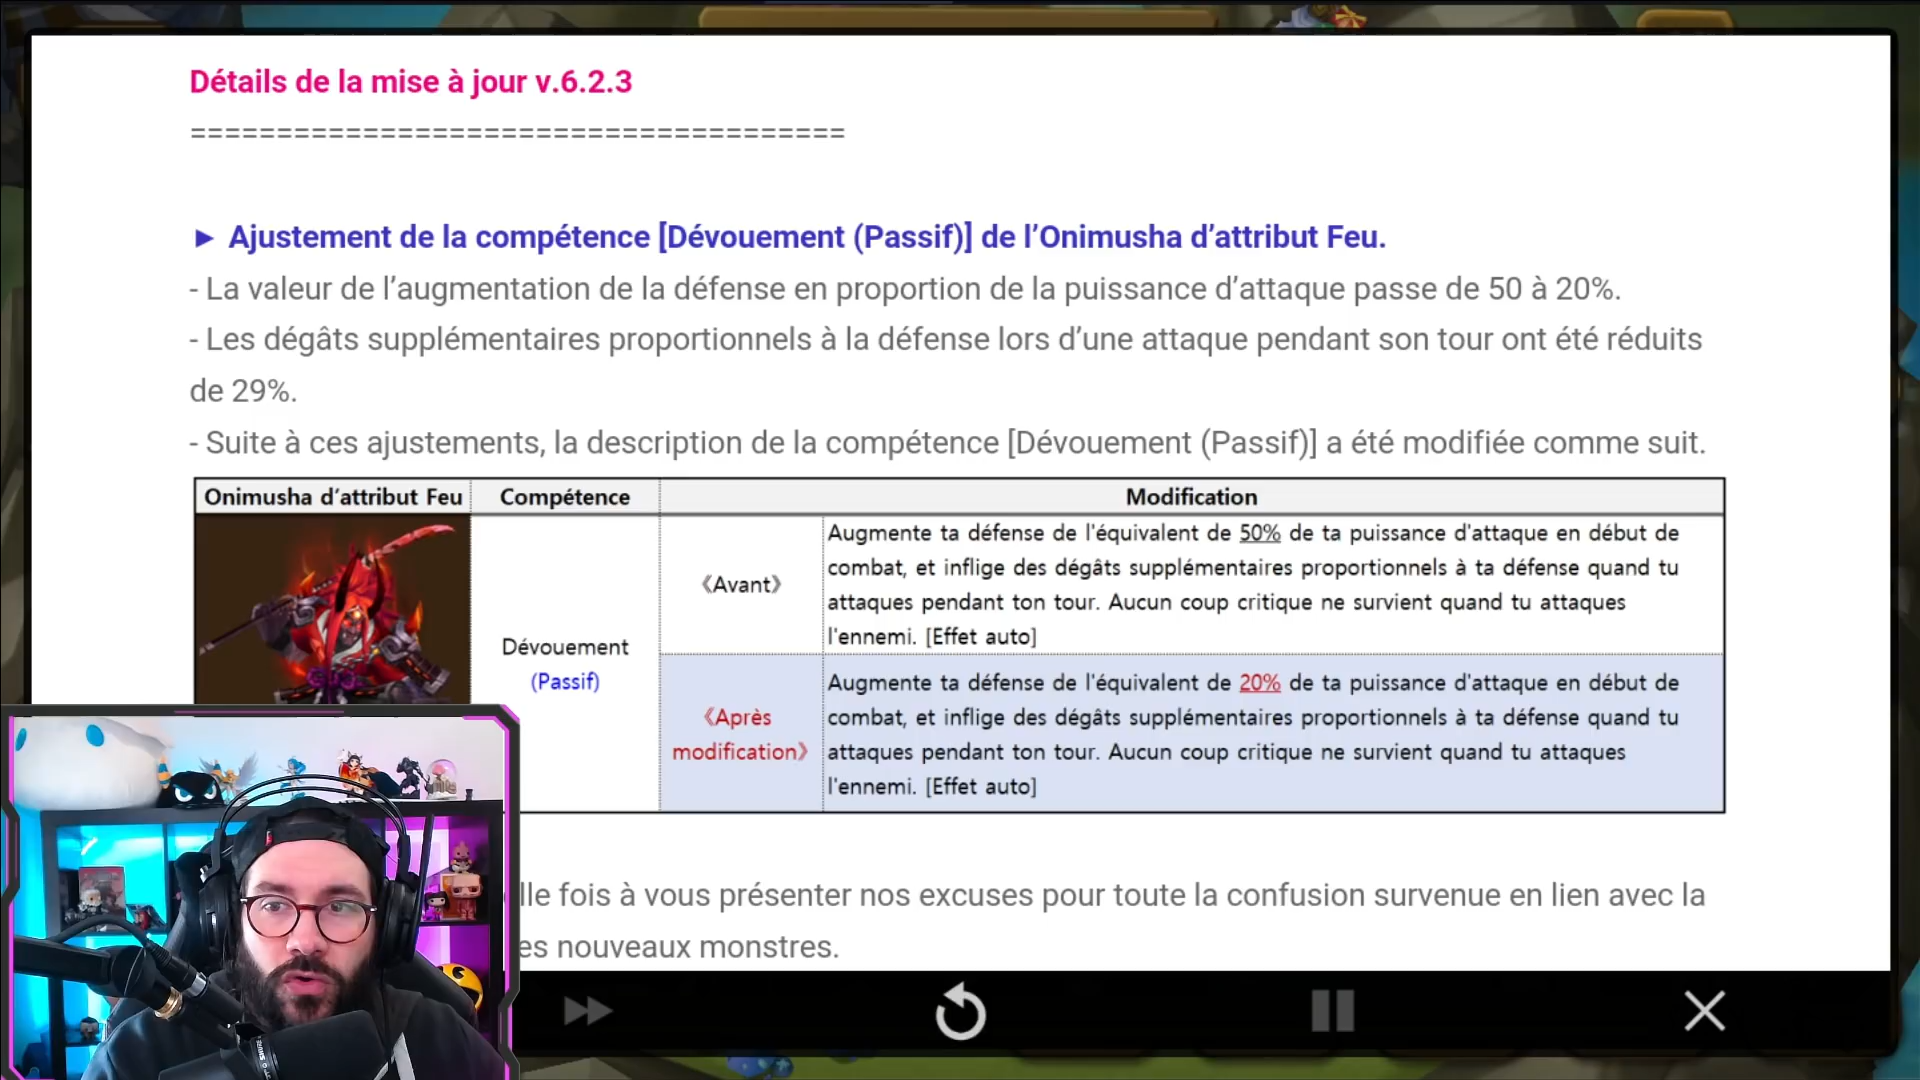 Détails de la mise à jour v.6.2.3
======================================
► Ajustement de la compétence [Dévouement (Passif)] de l’Onimusha d’attribut Feu.
- La valeur de l’augmentation de la défense en proportion de la puissance d’attaque passe de 50 à 20%.
- Les dégâts supplémentaires proportionnels à la défense lors d’une attaque pendant son tour ont été réduits
de 29%.
- Suite à ces ajustements, la description de la compétence [Dévouement (Passif)] a été modifiée comme suit.
Onimusha d’attribut Feu
Compétence
Modification
Dévouement
(Passif)
《Avant》
Augmente ta défense de l'équivalent de 50% de ta puissance d'attaque en début de
combat, et inflige des dégâts supplémentaires proportionnels à ta défense quand tu
attaques pendant ton tour. Aucun coup critique ne survient quand tu attaques
l'ennemi. [Effet auto]
《Après
modification》
Augmente ta défense de l'équivalent de 20% de ta puissance d'attaque en début de
combat, et inflige des dégâts supplémentaires proportionnels à ta défense quand tu
attaques pendant ton tour. Aucun coup critique ne survient quand tu attaques
l'ennemi. [Effet auto]
lle fois à vous présenter nos excuses pour toute la confusion survenue en lien avec la
es nouveaux monstres.